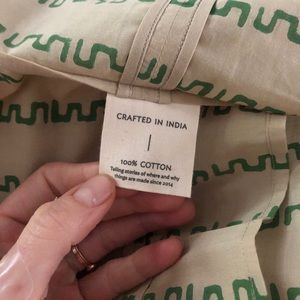 CRAFTED IN INDIA
100% COTTON
Telling stories of where and why
things are made since 2014